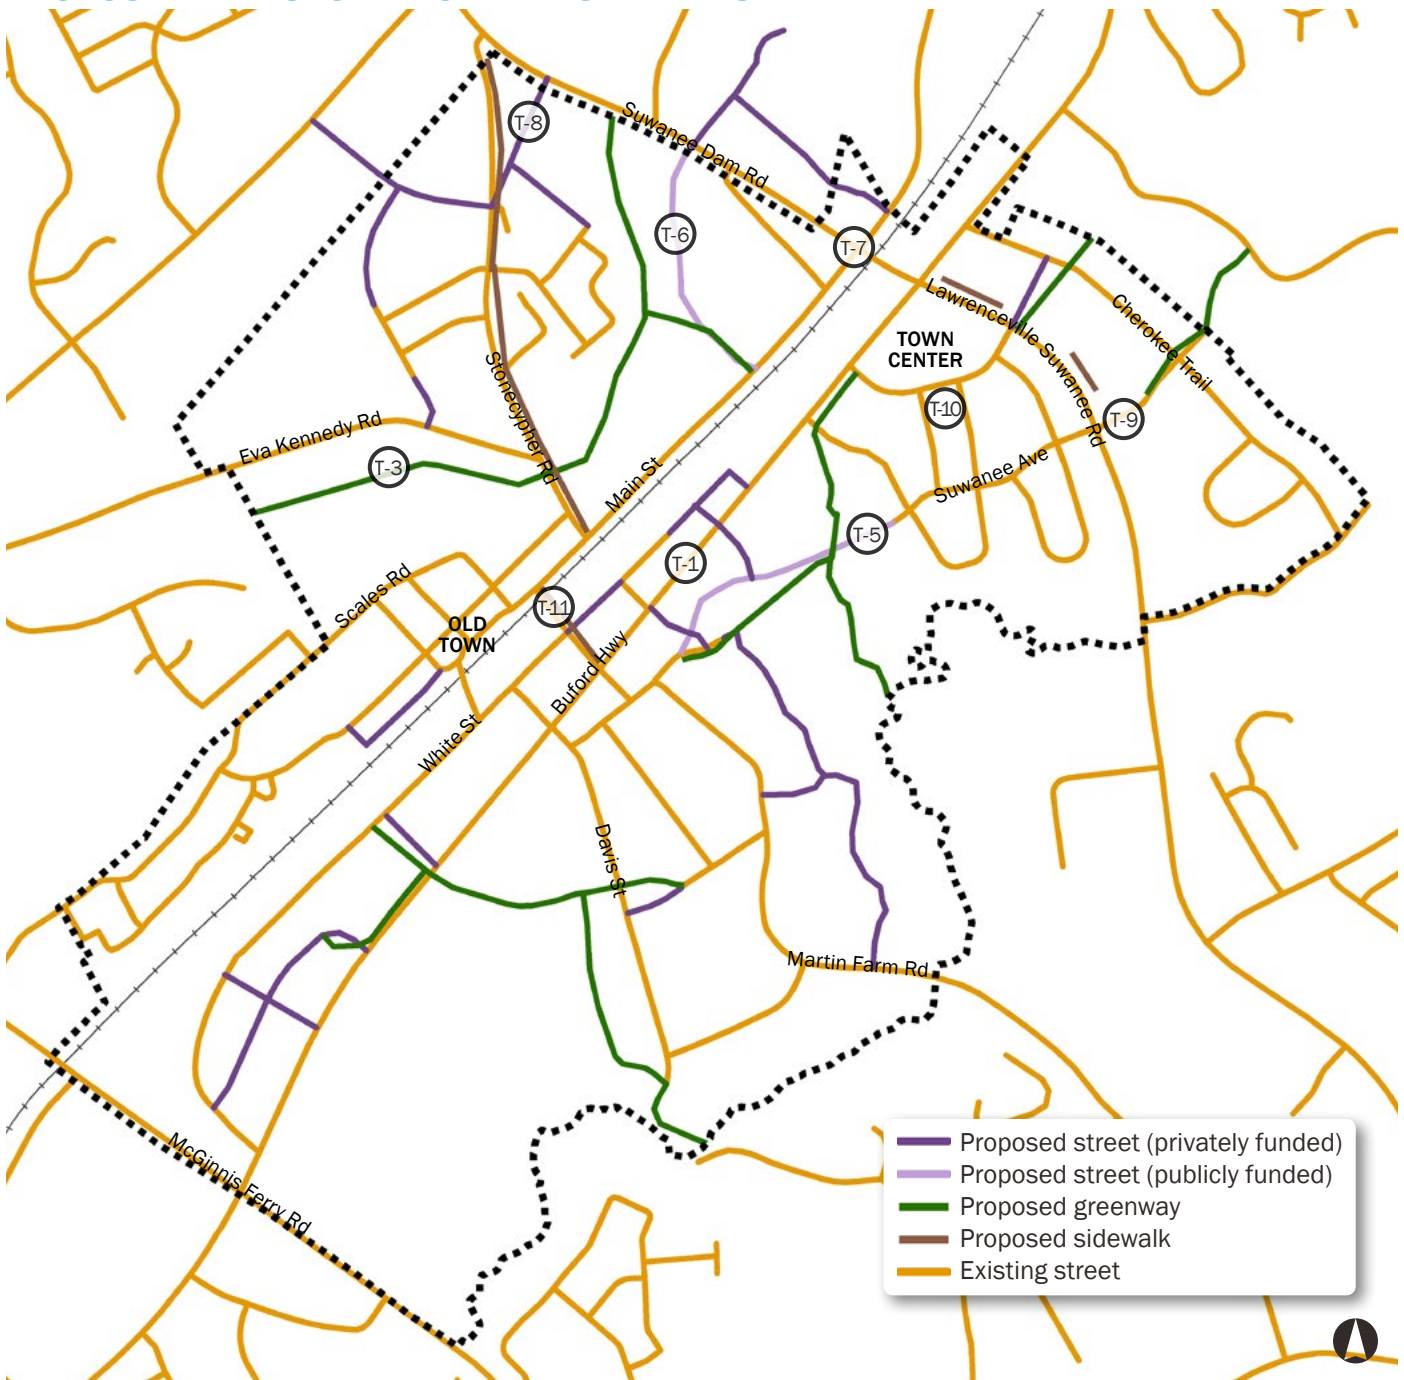 T-8
Suwanee Dam Rd
T-6
T-7
Lawrenceville Suwanee Rd
Cherokee Trail
TOWN
CENTER
Stonecypher Rd
T-10
T-9
Eva Kennedy Rd
T-3
Main St
Suwanee Ave
T-5
T-1
Scales Rd
T-11
OLD
TOWN
Buford Hwy
White St
Davis St
Martin Farm Rd
McGinnis Ferry Rd
Proposed street (privately funded)
Proposed street (publicly funded)
Proposed greenway
Proposed sidewalk
Existing street